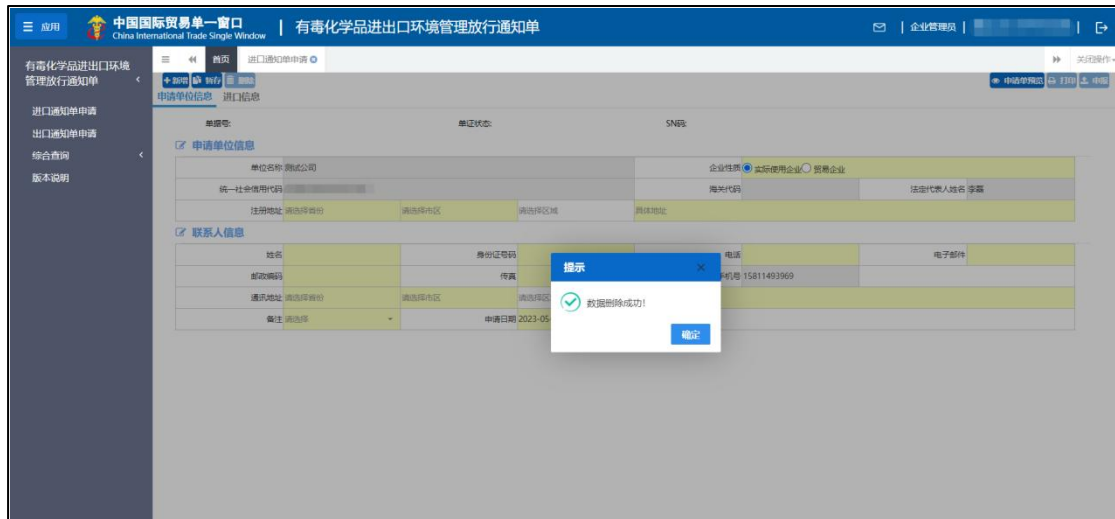 应用 中国国际贸易单一窗口 | 有毒化学品进出口环境管理放行通知单 | 企业管理员 |
China International Trade Single Window
有毒化学品进出口环境管理放行通知单
进口通知单申请
出口通知单申请
综合查询
版本说明
首页 进口通知单申请 关闭操作
新增 暂存 删除 申请单预览 打印 申报
申请单位信息 进口信息
单据号: 单证状态: SN码:
申请单位信息
单位名称 测试公司 企业性质 实际使用企业 贸易企业
统一社会信用代码 海关代码 法定代表人姓名 李磊
注册地址 请选择省份 请选择市区 请选择区域 具体地址
联系人信息
姓名 身份证号码 电话 电子邮件
邮政编码 传真 手机号 15811493969
通讯地址 请选择省份 请选择市区 请选择区
备注 请选择 申请日期 2023-05-
提示
数据删除成功!
确定